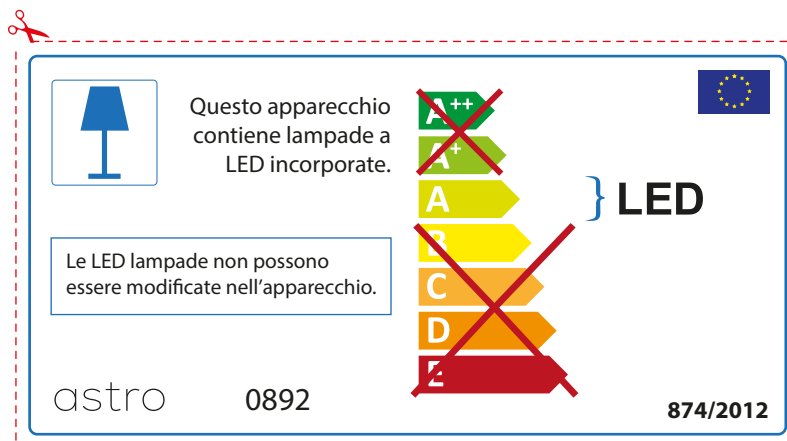 Questo apparecchio
contiene lampade a
LED incorporate.
Le LED lampade non possono
essere modificate nell'apparecchio.
A++
A+
A
B
C
D
E
LED
astro
0892
874/2012